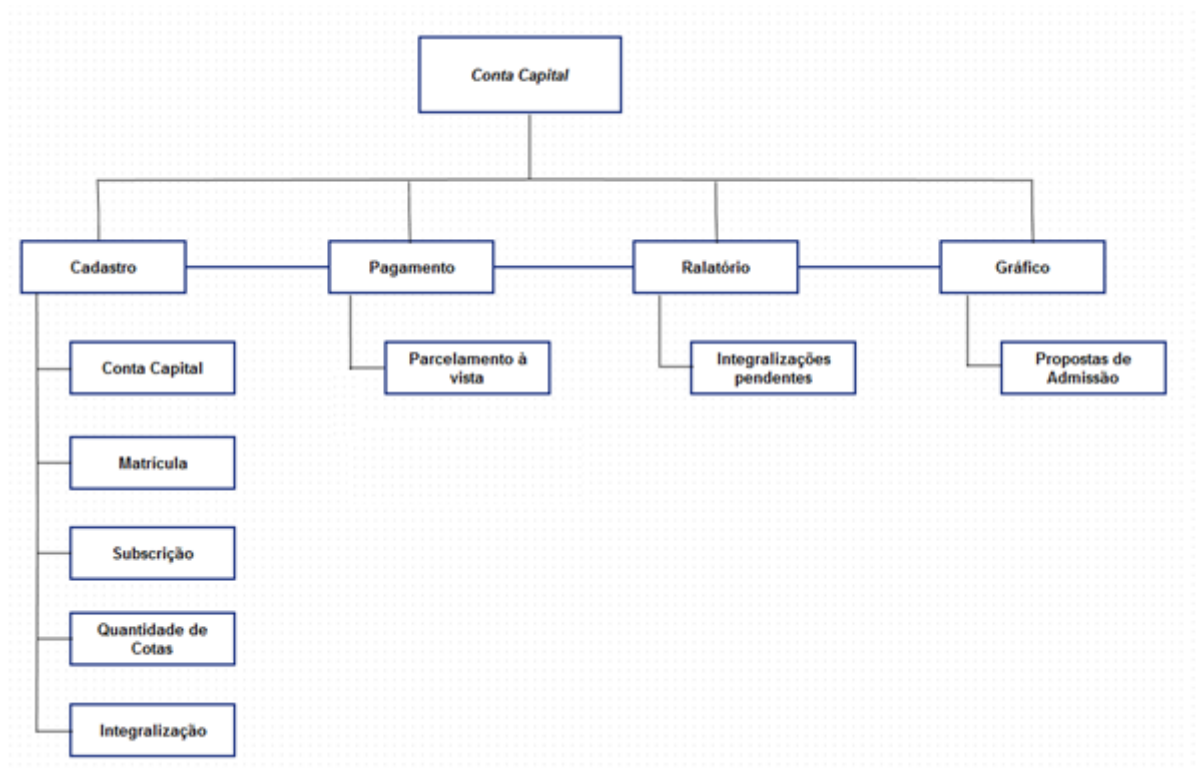 Conta Capital
Cadastro
Pagamento
Ralatório
Gráfico
Conta Capital
Matrícula
Subscrição
Quantidade de
Cotas
Integralização
Parcelamento à
vista
Integralizações
pendentes
Propostas de
Admissão